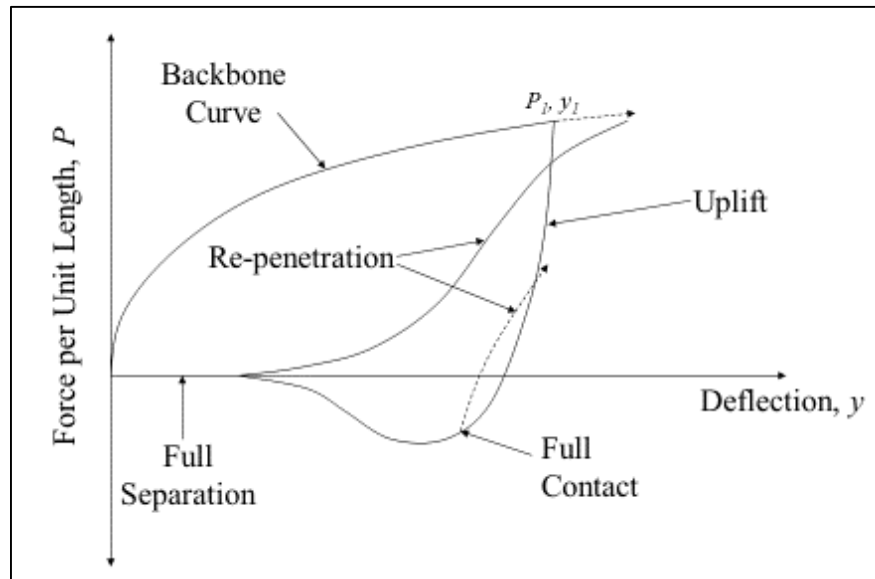 Backbone
Curve
P₁, y₁
Force per Unit Length, P
Uplift
Re-penetration
Deflection, y
Full
Separation
Full
Contact